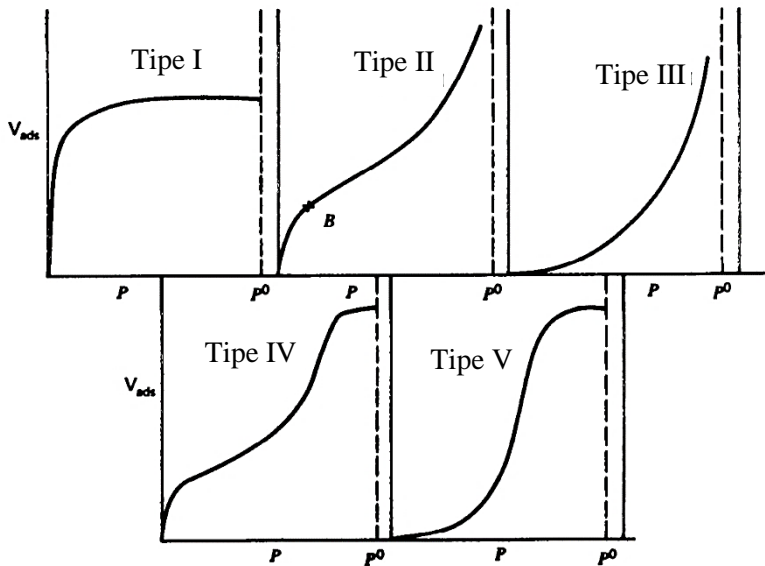 Tipe I
Tipe II
Tipe III
V_ads
B
P
P⁰
P
P⁰
P
P⁰
Tipe IV
Tipe V
V_ads
P
P⁰
P
P⁰